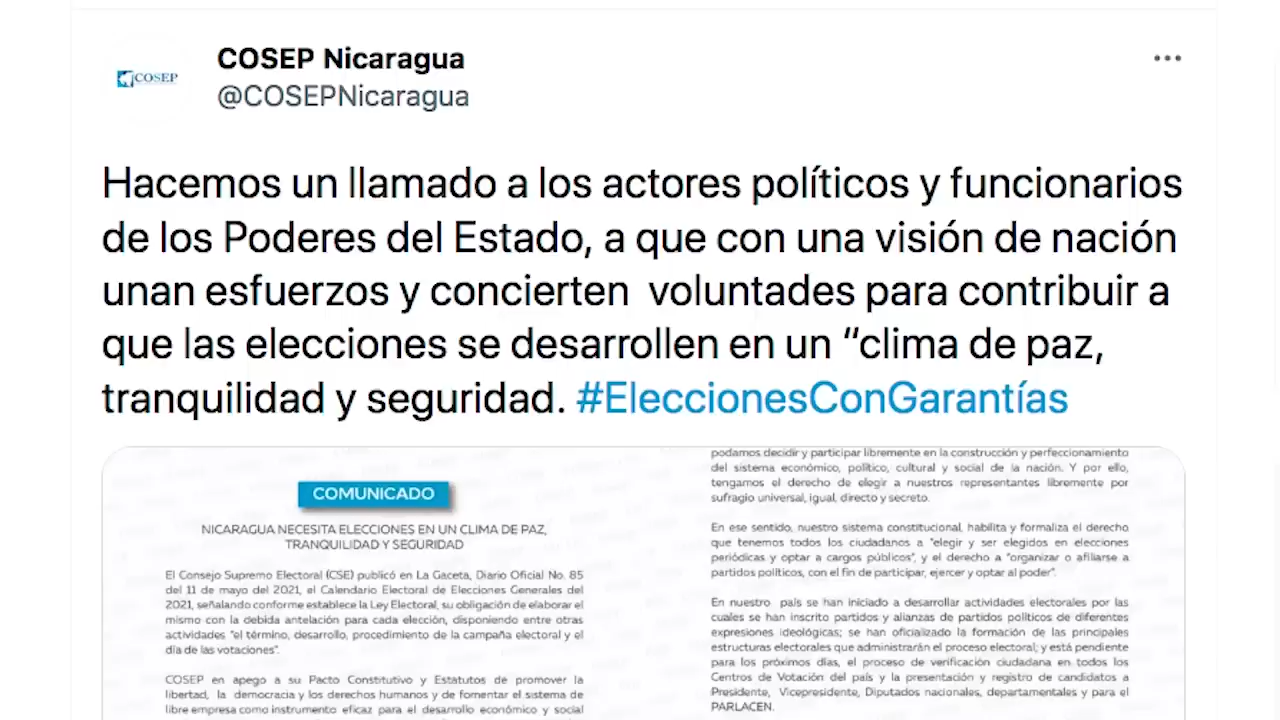 COSEP
COSEP Nicaragua
@COSEPNicaragua
Hacemos un llamado a los actores políticos y funcionarios
de los Poderes del Estado, a que con una visión de nación
unan esfuerzos y concierten voluntades para contribuir a
que las elecciones se desarrollen en un “clima de paz,
tranquilidad y seguridad. #EleccionesConGarantías
COMUNICADO
NICARAGUA NECESITA ELECCIONES EN UN CLIMA DE PAZ,
TRANQUILIDAD Y SEGURIDAD
El Consejo Supremo Electoral (CSE) publicó en La Gaceta, Diario Oficial No. 85
del 11 de mayo del 2021, el Calendario Electoral de Elecciones Generales del
2021, señalando conforme establece la Ley Electoral, su obligación de elaborar el
mismo con la debida antelación para cada elección, disponiendo entre otras
actividades "el término, desarrollo, procedimiento de la campaña electoral y el
día de las votaciones".
COSEP en apego a su Pacto Constitutivo y Estatutos de promover la
libertad, la democracia y los derechos humanos y de fomentar el sistema de
libre empresa como instrumento eficaz para el desarrollo económico y social
podamos decidir y participar libremente en la construcción y perfeccionamiento
del sistema económico, político, cultural y social de la nación. Y por ello,
tengamos el derecho de elegir a nuestros representantes libremente por
sufragio universal, igual, directo y secreto.
En ese sentido, nuestro sistema constitucional, habilita y formaliza el derecho
que tenemos todos los ciudadanos a "elegir y ser elegidos en elecciones
periódicas y optar a cargos públicos", y el derecho a "organizar o afiliarse a
partidos políticos, con el fin de participar, ejercer y optar al poder".
En nuestro país se han iniciado a desarrollar actividades electorales por las
cuales se han inscrito partidos y alianzas de partidos políticos de diferentes
expresiones ideológicas; se han oficializado la formación de las principales
estructuras electorales que administrarán el proceso electoral; y está pendiente
para los próximos días, el proceso de verificación ciudadana en todos los
Centros de Votación del país y la presentación y registro de candidatos a
Presidente, Vicepresidente, Diputados nacionales, departamentales y para el
PARLACEN.